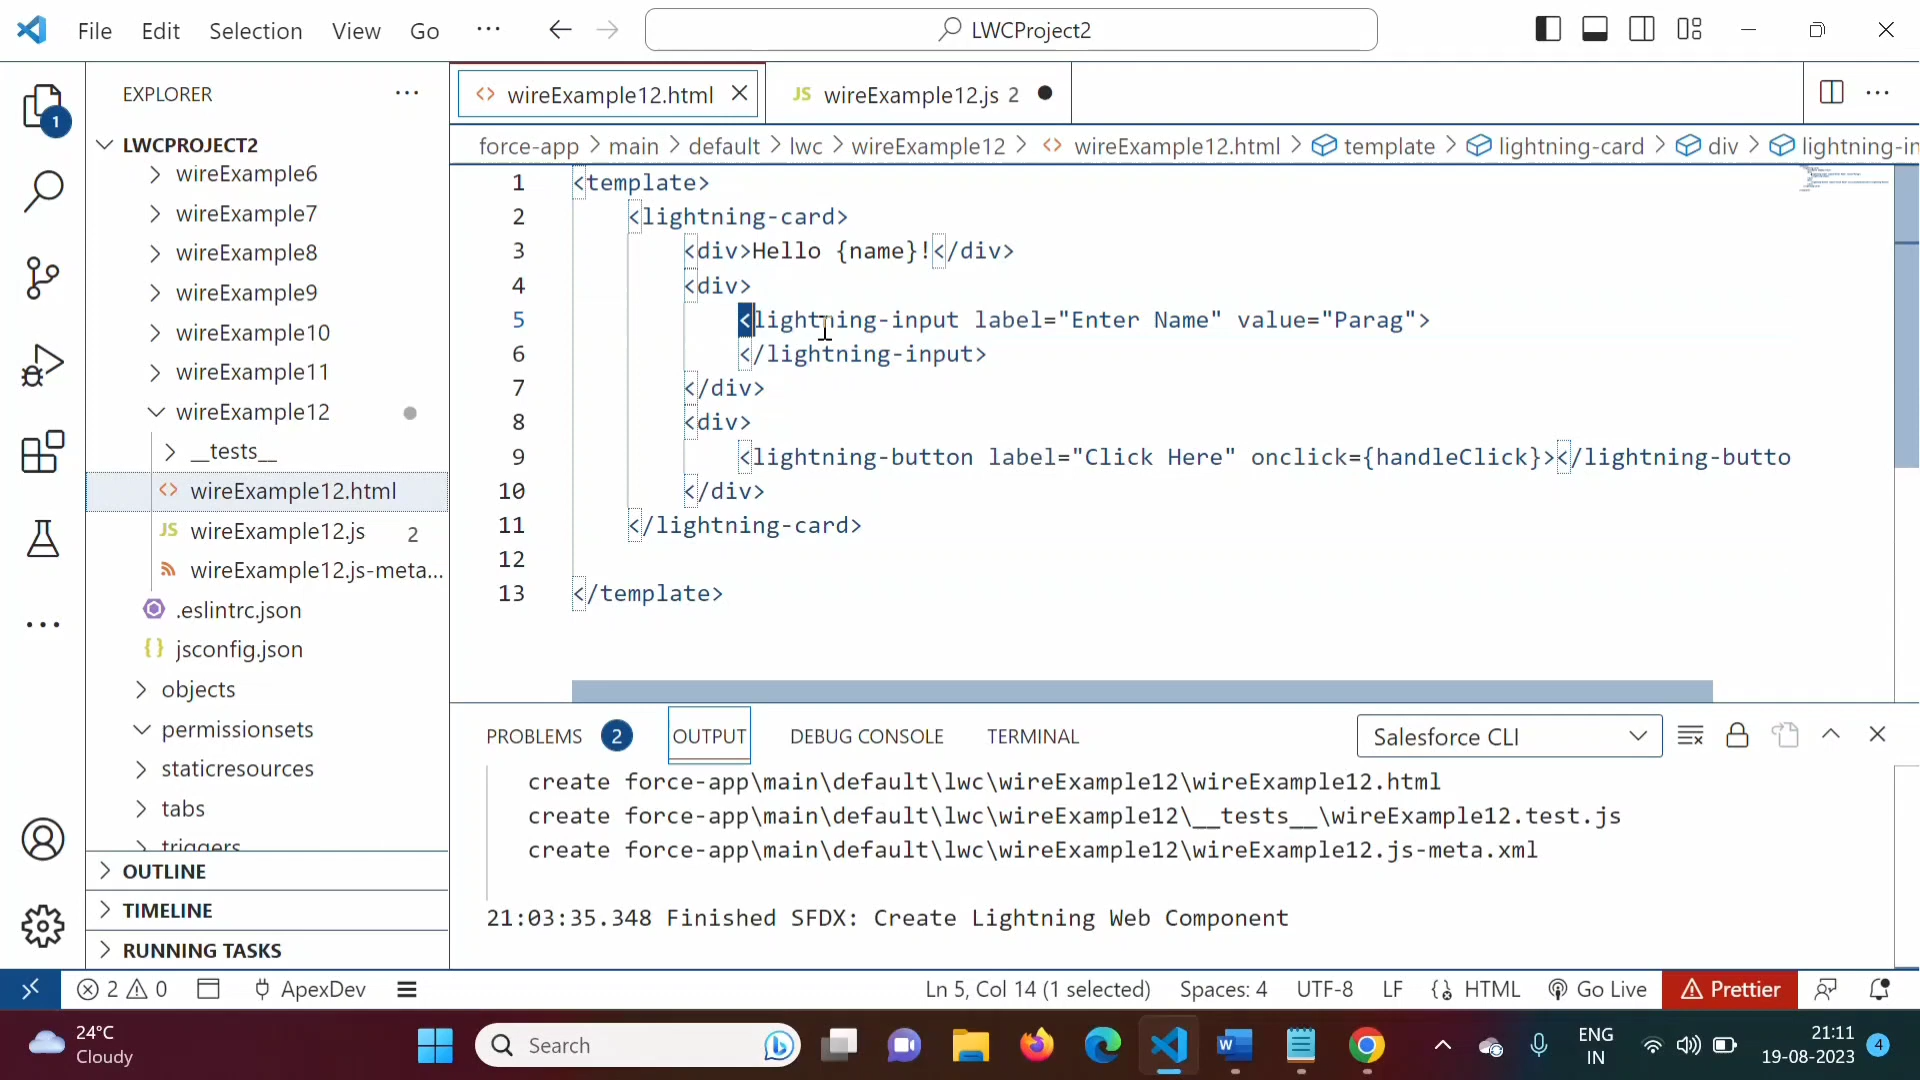 File Edit Selection View Go ··· LWCProject2
EXPLORER ···
wireExample12.html JS wireExample12.js 2
force-app > main > default > lwc > wireExample12 > wireExample12.html > template > lightning-card > div > lightning-in
1
LWCPROJECT2
wireExample6
wireExample7
wireExample8
wireExample9
wireExample10
wireExample11
wireExample12
__tests__
wireExample12.html
JS wireExample12.js 2
wireExample12.js-meta...
.eslintrc.json
{} jsconfig.json
objects
permissionsets
staticresources
tabs
triggers
OUTLINE
TIMELINE
RUNNING TASKS
1 <template>
2 <lightning-card>
3 <div>Hello {name}!</div>
4 <div>
5 <lightning-input label="Enter Name" value="Parag">
6 </lightning-input>
7 </div>
8 <div>
9 <lightning-button label="Click Here" onclick={handleClick}></lightning-butto
10 </div>
11 </lightning-card>
12
13 </template>
PROBLEMS 2 OUTPUT DEBUG CONSOLE TERMINAL Salesforce CLI
create force-app\main\default\lwc\wireExample12\wireExample12.html
create force-app\main\default\lwc\wireExample12\__tests__\wireExample12.test.js
create force-app\main\default\lwc\wireExample12\wireExample12.js-meta.xml
21:03:35.348 Finished SFDX: Create Lightning Web Component
2 0 ApexDev Ln 5, Col 14 (1 selected) Spaces: 4 UTF-8 LF HTML Go Live Prettier
24°C
Cloudy
Search
ENG
IN
21:11
19-08-2023
4